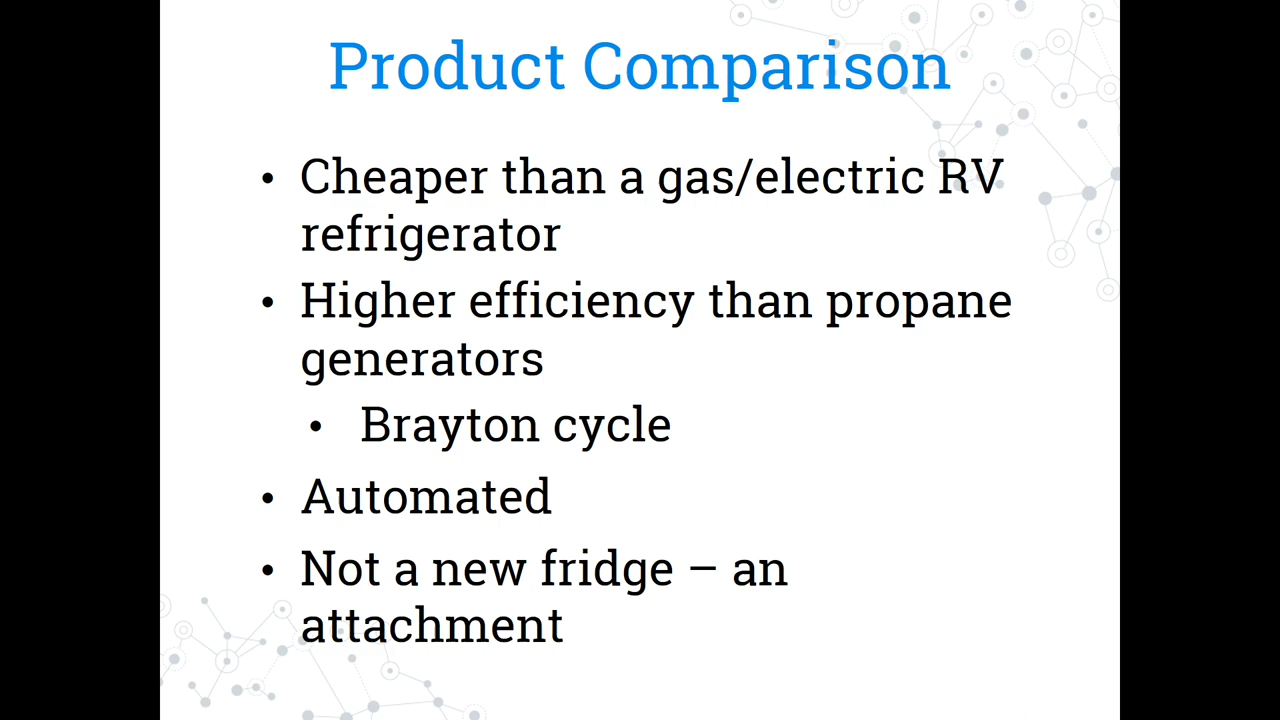 Product Comparison
• Cheaper than a gas/electric RV
refrigerator
• Higher efficiency than propane
generators
• Brayton cycle
• Automated
• Not a new fridge – an
attachment